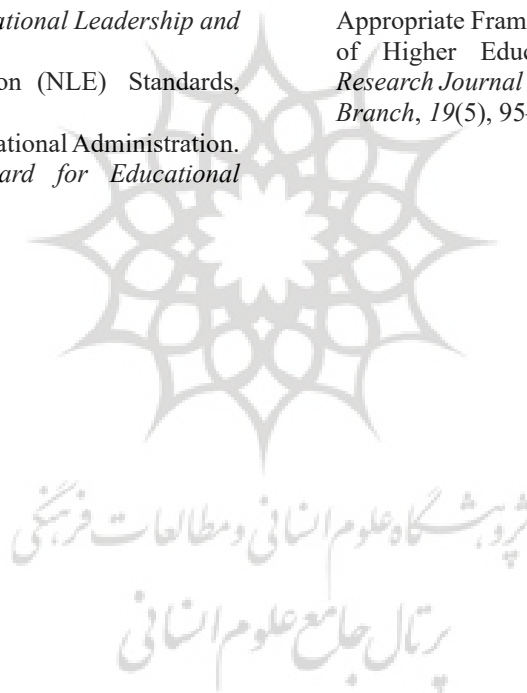 ational Leadership and
on (NLE) Standards,
ational Administration.
ard for Educational
Appropriate Fram
of Higher Educ
Research Journal
Branch, 19(5), 95-
پژوهشگاه علوم انسانی و مطالعات فرهنگی
پرتال جامع علوم انسانی